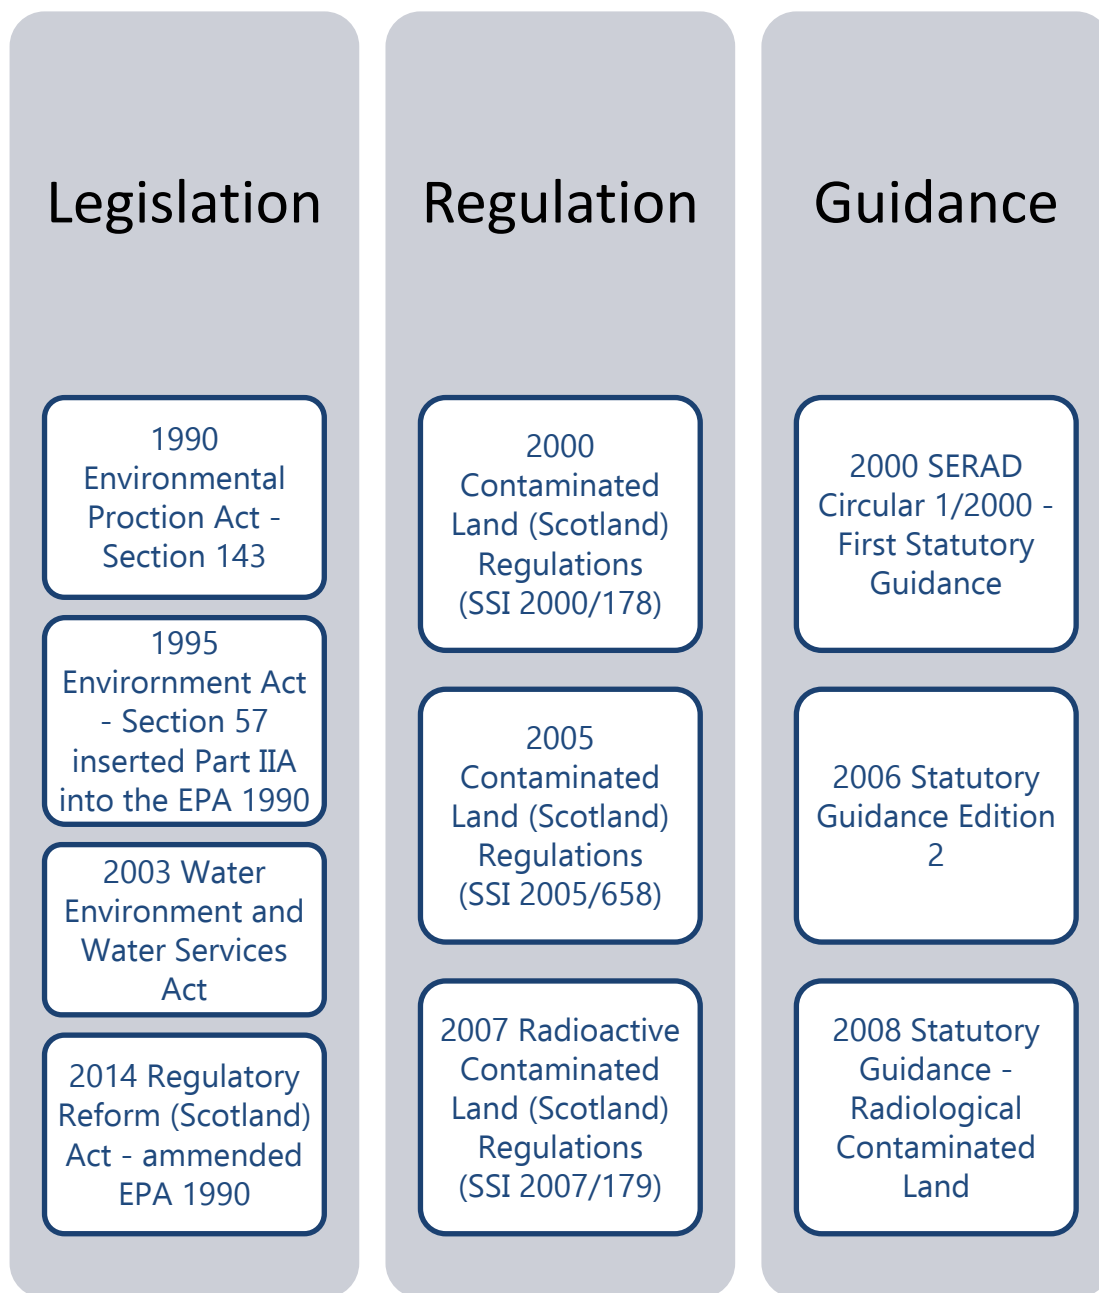 Legislation
1990
Environmental
Proction Act -
Section 143
1995
Envirornment Act
- Section 57
inserted Part IIA
into the EPA 1990
2003 Water
Environment and
Water Services
Act
2014 Regulatory
Reform (Scotland)
Act - ammended
EPA 1990
Regulation
2000
Contaminated
Land (Scotland)
Regulations
(SSI 2000/178)
2005
Contaminated
Land (Scotland)
Regulations
(SSI 2005/658)
2007 Radioactive
Contaminated
Land (Scotland)
Regulations
(SSI 2007/179)
Guidance
2000 SERAD
Circular 1/2000 -
First Statutory
Guidance
2006 Statutory
Guidance Edition
2
2008 Statutory
Guidance -
Radiological
Contaminated
Land